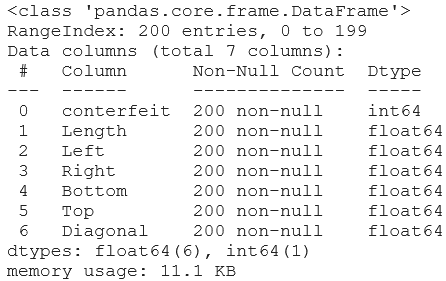 <class 'pandas.core.frame.DataFrame'>
RangeIndex: 200 entries, 0 to 199
Data columns (total 7 columns):
 #   Column      Non-Null Count  Dtype
---  ------      --------------  -----
 0   conterfeit  200 non-null    int64
 1   Length      200 non-null    float64
 2   Left        200 non-null    float64
 3   Right       200 non-null    float64
 4   Bottom      200 non-null    float64
 5   Top         200 non-null    float64
 6   Diagonal    200 non-null    float64
dtypes: float64(6), int64(1)
memory usage: 11.1 KB